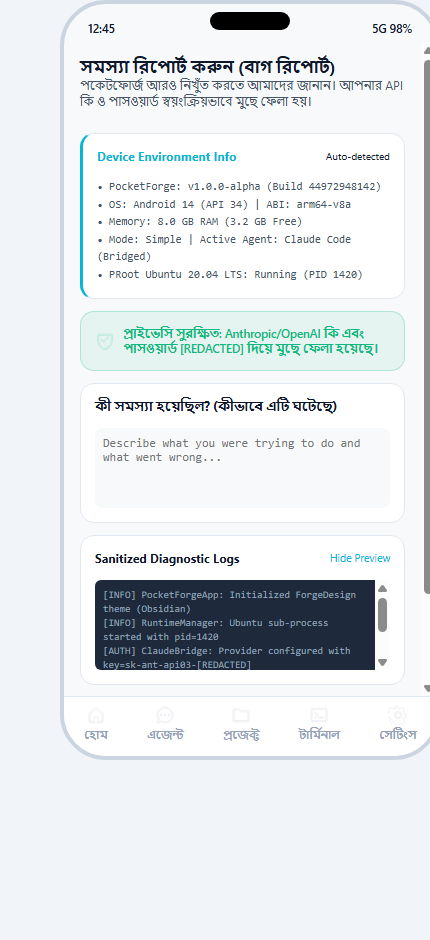 12:45
5G 98%
সমস্যা রিপোর্ট করুন (বাগ রিপোর্ট)
পকেটফোর্জ আরও নিখুঁত করতে আমাদের জানান। আপনার API
কি ও পাসওয়ার্ড স্বয়ংক্রিয়ভাবে মুছে ফেলা হয়।
Device Environment Info
Auto-detected
• PocketForge: v1.0.0-alpha (Build 44972948142)
• OS: Android 14 (API 34) | ABI: arm64-v8a
• Memory: 8.0 GB RAM (3.2 GB Free)
• Mode: Simple | Active Agent: Claude Code
(Bridged)
• PRoot Ubuntu 20.04 LTS: Running (PID 1420)
প্রাইভেসি সুরক্ষিত: Anthropic/OpenAI কি এবং
পাসওয়ার্ড [REDACTED] দিয়ে মুছে ফেলা হয়েছে।
কী সমস্যা হয়েছিল? (কীভাবে এটি ঘটেছে)
Describe what you were trying to do and
what went wrong...
Sanitized Diagnostic Logs
Hide Preview
[INFO] PocketForgeApp: Initialized ForgeDesign
theme (Obsidian)
[INFO] RuntimeManager: Ubuntu sub-process
started with pid=1420
[AUTH] ClaudeBridge: Provider configured with
key=sk-ant-api03-[REDACTED]
হোম
এজেন্ট
প্রজেক্ট
টার্মিনাল
সেটিংস